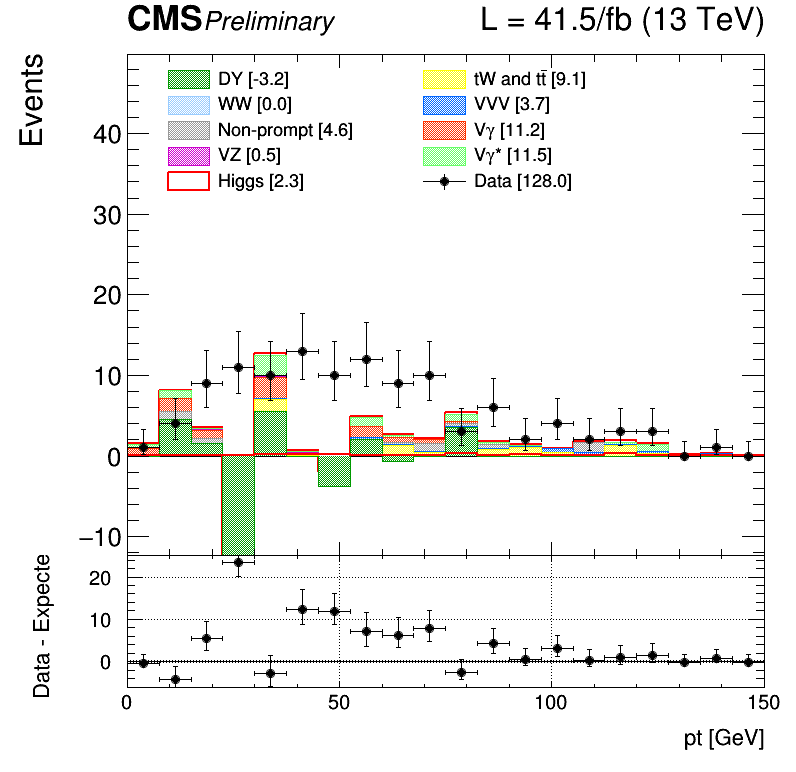 CMS Preliminary L = 41.5/fb (13 TeV)
Events
DY [-3.2]
WW [0.0]
Non-prompt [4.6]
VZ [0.5]
Higgs [2.3]
tW and tt̄ [9.1]
VVV [3.7]
Vγ [11.2]
Vγ* [11.5]
Data [128.0]
40
30
20
10
0
−10
Data - Expecte
20
10
0
0 50 100 150
pt [GeV]